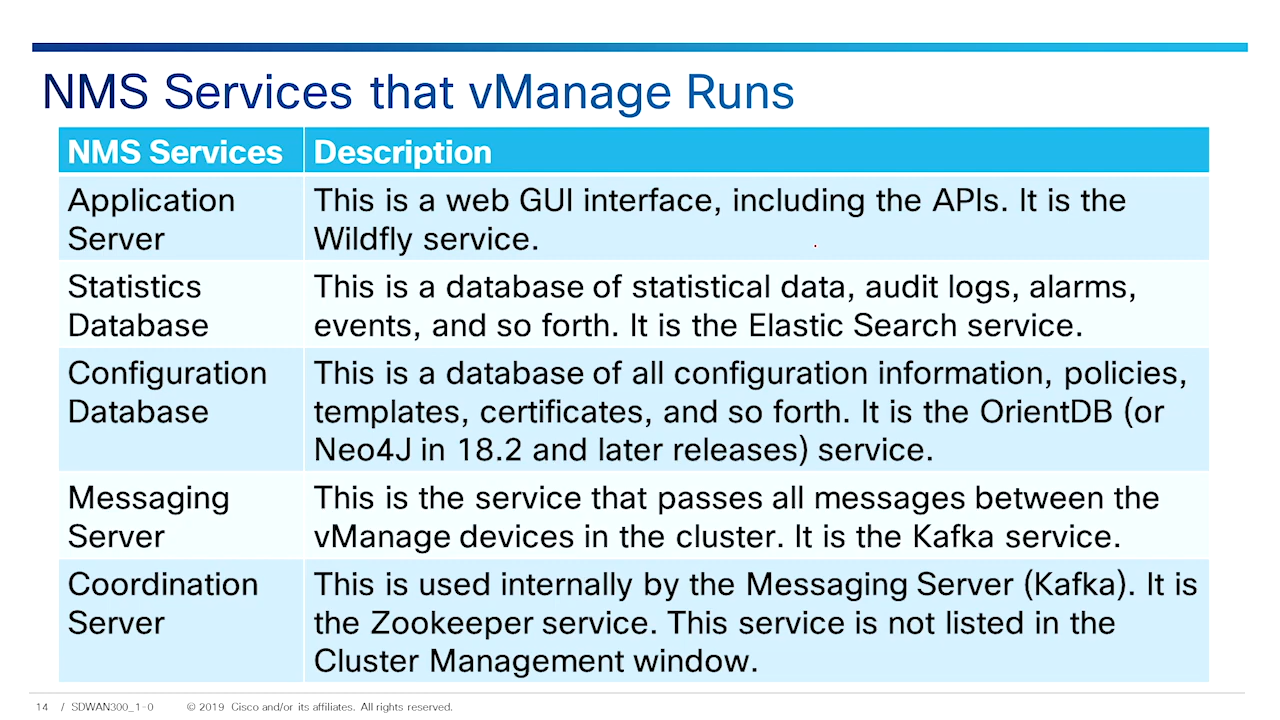 NMS Services that vManage Runs
NMS Services
Description
Application
Server
This is a web GUI interface, including the APIs. It is the
Wildfly service.
Statistics
Database
This is a database of statistical data, audit logs, alarms,
events, and so forth. It is the Elastic Search service.
Configuration
Database
This is a database of all configuration information, policies,
templates, certificates, and so forth. It is the OrientDB (or
Neo4J in 18.2 and later releases) service.
Messaging
Server
This is the service that passes all messages between the
vManage devices in the cluster. It is the Kafka service.
Coordination
Server
This is used internally by the Messaging Server (Kafka). It is
the Zookeeper service. This service is not listed in the
Cluster Management window.
14 / SDWAN300_1-0 © 2019 Cisco and/or its affiliates. All rights reserved.